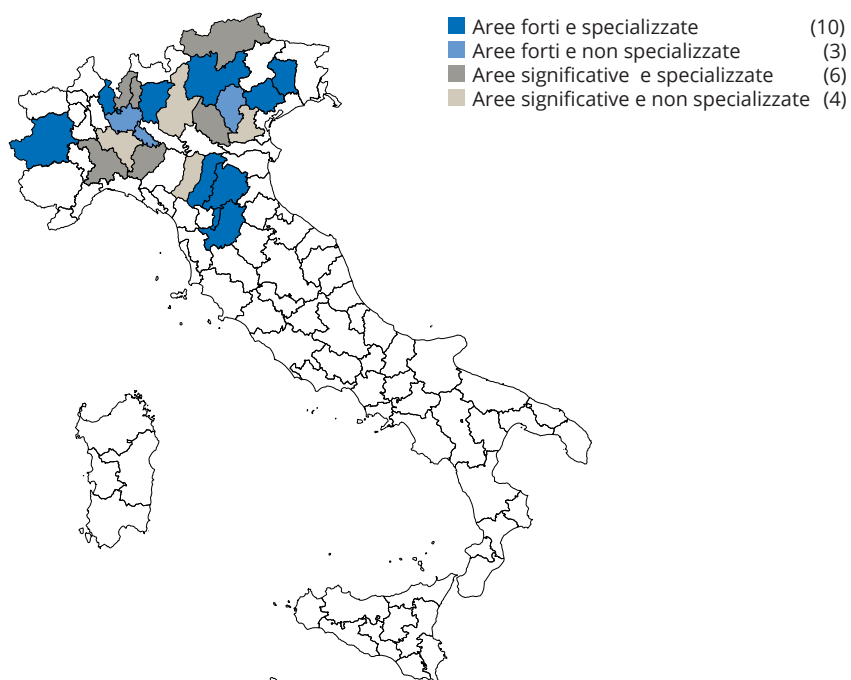 Aree forti e specializzate (10)
Aree forti e non specializzate (3)
Aree significative e specializzate (6)
Aree significative e non specializzate (4)